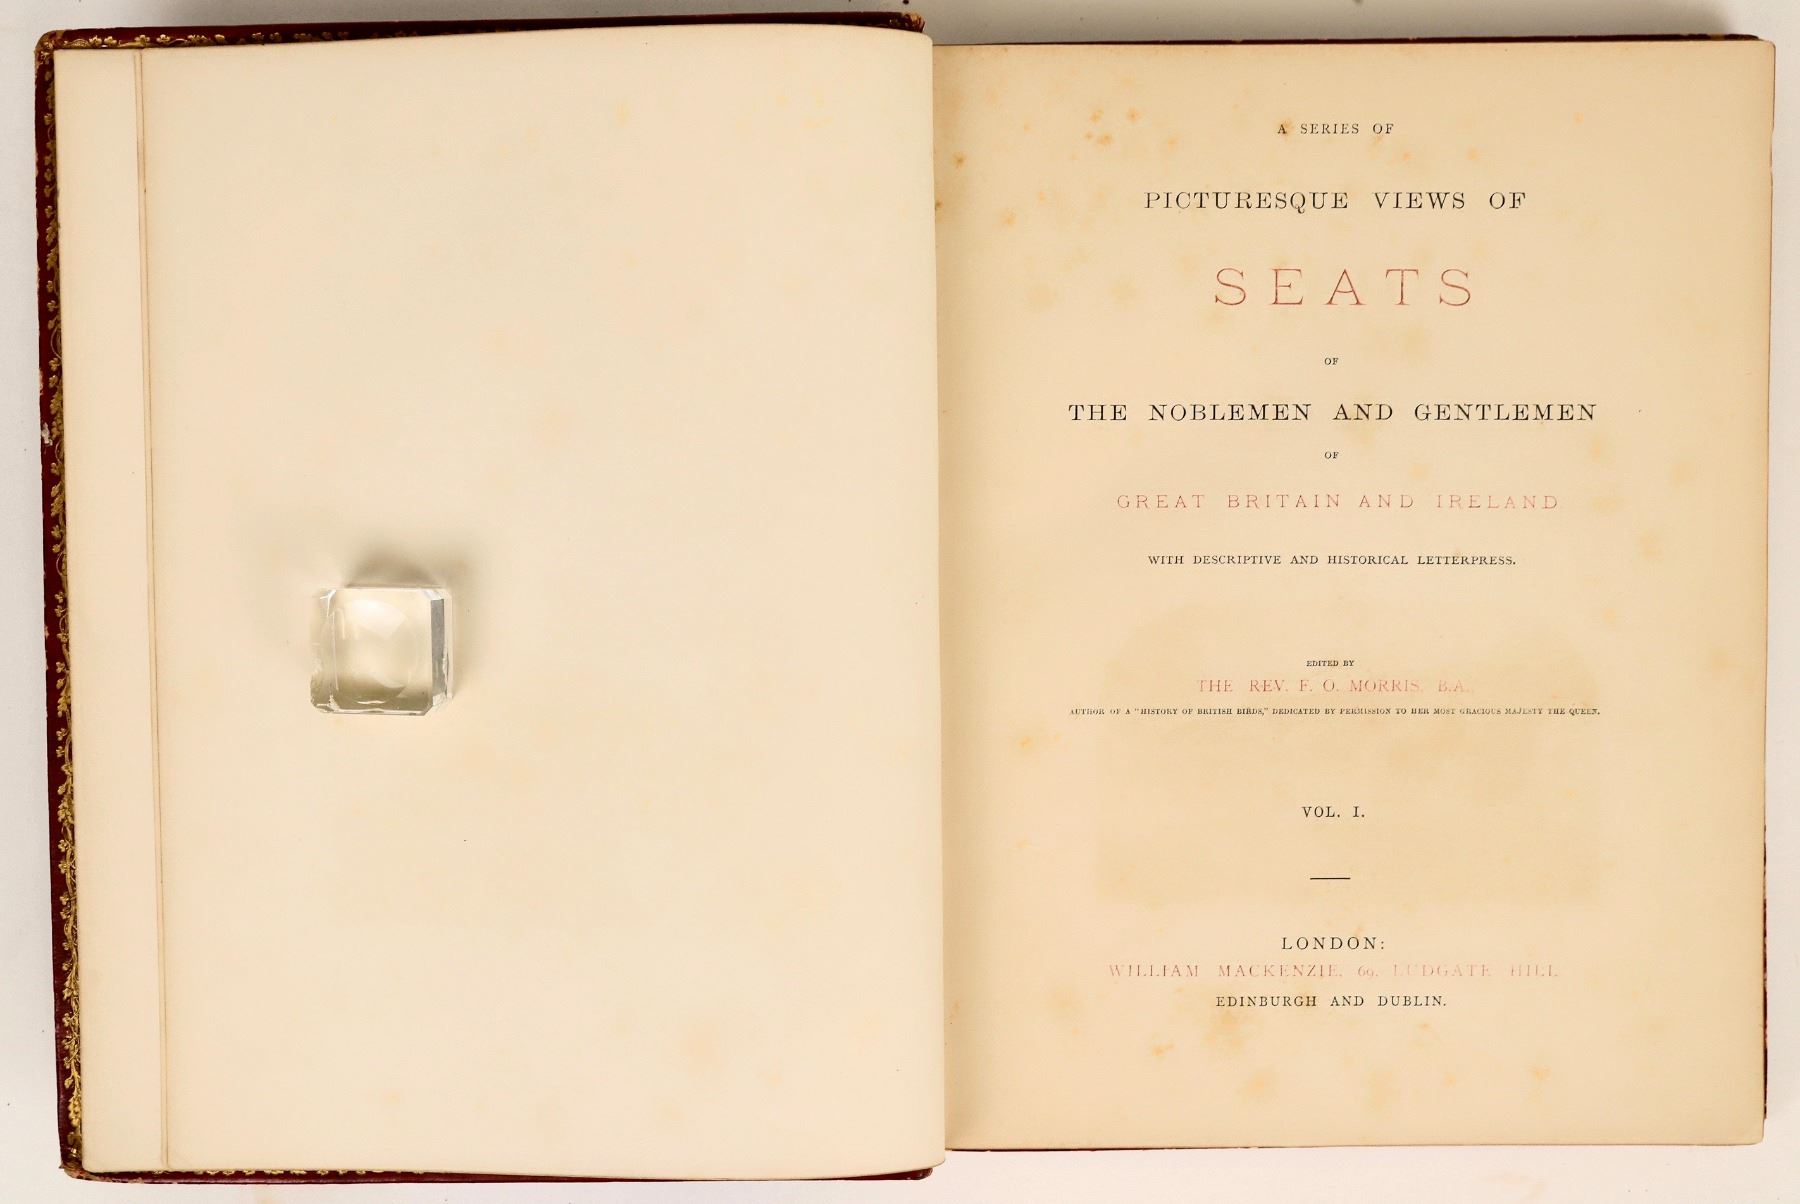 A SERIES OF
PICTURESQUE VIEWS OF
SEATS
OF
THE NOBLEMEN AND GENTLEMEN
OF
GREAT BRITAIN AND IRELAND.
WITH DESCRIPTIVE AND HISTORICAL LETTERPRESS.
EDITED BY
THE REV. F. O. MORRIS, B.A.,
AUTHOR OF A "HISTORY OF BRITISH BIRDS," DEDICATED BY PERMISSION TO HER MOST GRACIOUS MAJESTY THE QUEEN.
VOL. I.
LONDON:
WILLIAM MACKENZIE, 69, LUDGATE HILL
EDINBURGH AND DUBLIN.